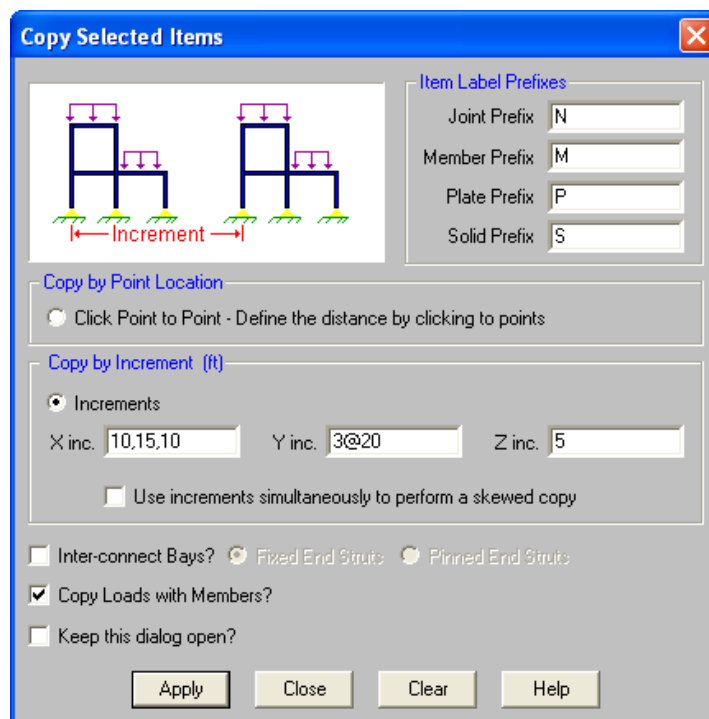 Copy Selected Items
Increment
Item Label Prefixes
Joint Prefix N
Member Prefix M
Plate Prefix P
Solid Prefix S
Copy by Point Location
Click Point to Point - Define the distance by clicking to points
Copy by Increment (ft)
Increments
X inc. 10,15,10 Y inc. 3@20 Z inc. 5
Use increments simultaneously to perform a skewed copy
Inter-connect Bays? Fixed End Struts Pinned End Struts
Copy Loads with Members?
Keep this dialog open?
Apply Close Clear Help